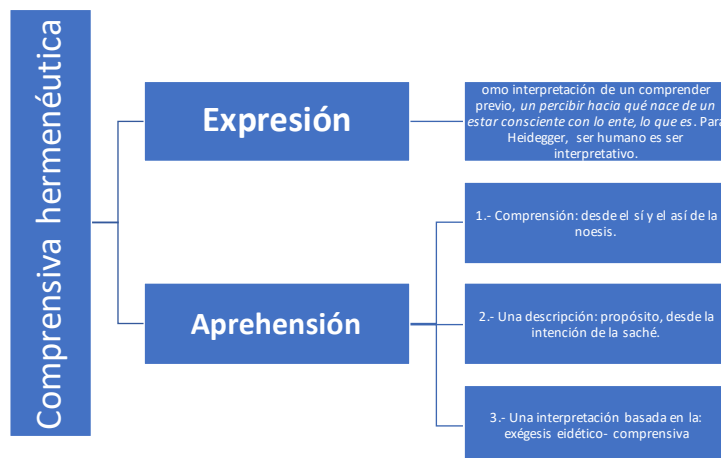 Comprensiva hermenéutica
Expresión
omo interpretación de un comprender
previo, un percibir hacia qué nace de un
estar consciente con lo ente, lo que es. Para
Heidegger, ser humano es ser
interpretativo.
Aprehensión
1.- Comprensión: desde el sí y el así de la
noesis.
2.- Una descripción: propósito, desde la
intención de la saché.
3.- Una interpretación basada en la:
exégesis eidético- comprensiva